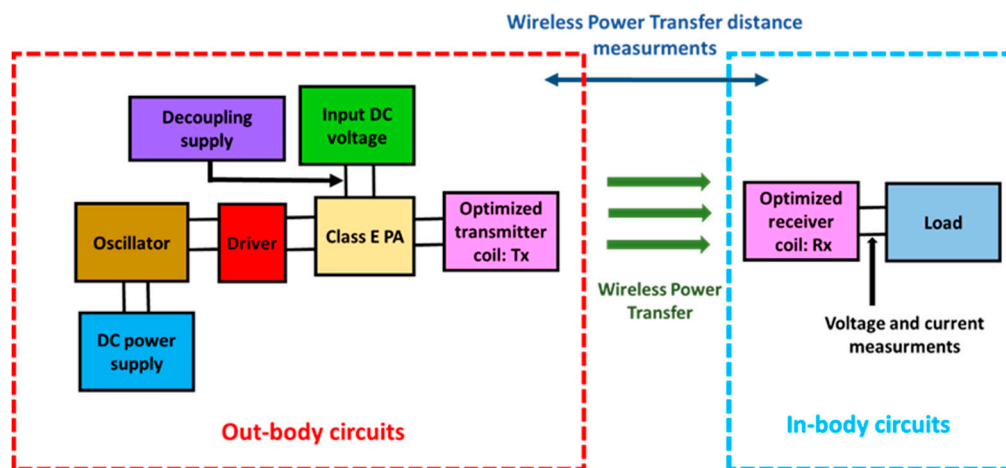 Wireless Power Transfer distance
measurments
Decoupling
supply
Input DC
voltage
Oscillator
Driver
Class E PA
Optimized
transmitter
coil: Tx
DC power
supply
Out-body circuits
Wireless Power
Transfer
Optimized
receiver
coil: Rx
Load
Voltage and current
measurments
In-body circuits